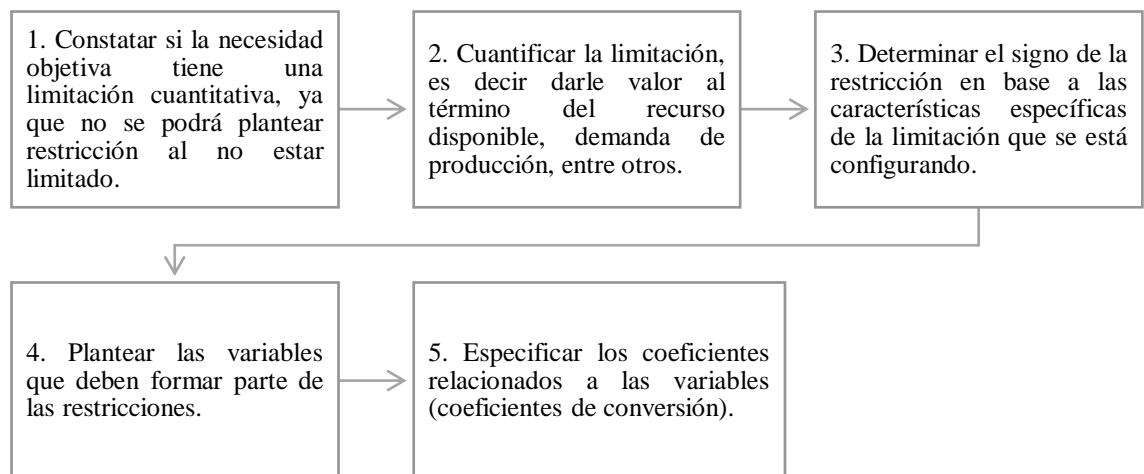 1. Constatar si la necesidad
objetiva tiene una
limitación cuantitativa, ya
que no se podrá plantear
restricción al no estar
limitado.
2. Cuantificar la limitación,
es decir darle valor al
término del recurso
disponible, demanda de
producción, entre otros.
3. Determinar el signo de la
restricción en base a las
características específicas
de la limitación que se está
configurando.
4. Plantear las variables
que deben formar parte de
las restricciones.
5. Especificar los coeficientes
relacionados a las variables
(coeficientes de conversión).